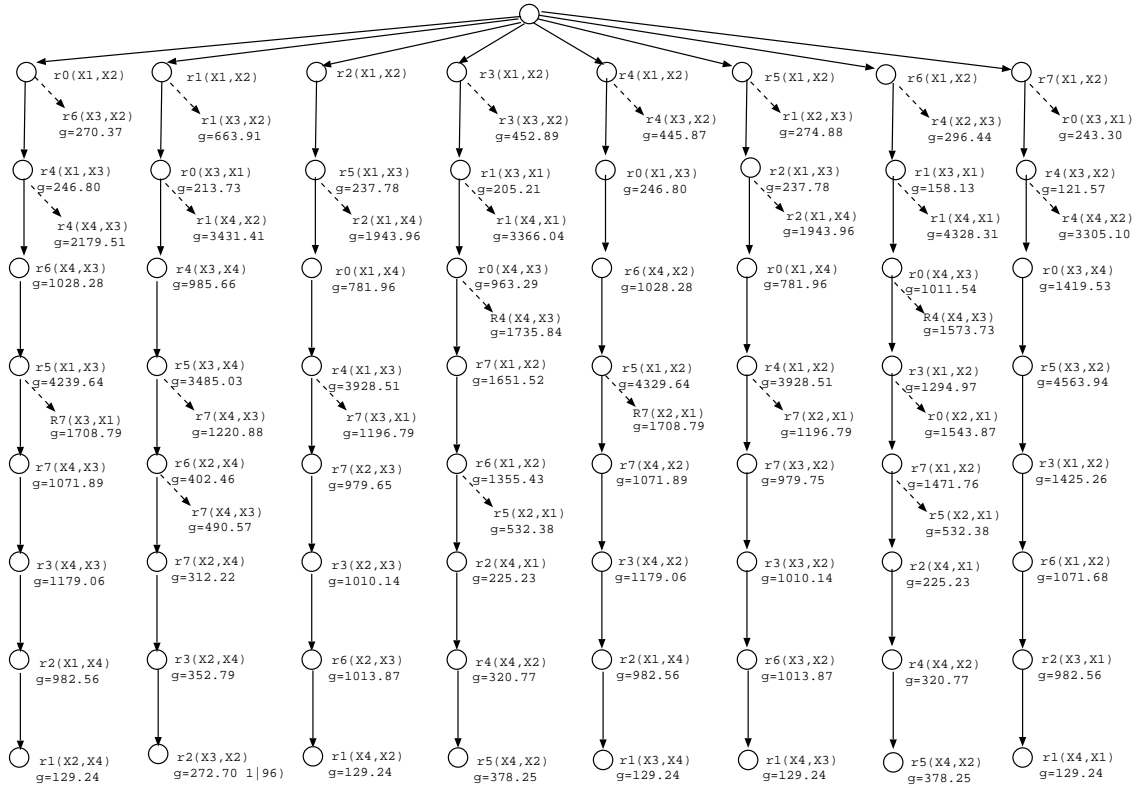 r0(X1,X2)
r1(X1,X2)
r2(X1,X2)
r3(X1,X2)
r4(X1,X2)
r5(X1,X2)
r6(X1,X2)
r7(X1,X2)
r6(X3,X2)
g=270.37
r1(X3,X2)
g=663.91
r3(X3,X2)
g=452.89
r4(X3,X2)
g=445.87
r1(X2,X3)
g=274.88
r4(X2,X3)
g=296.44
r0(X3,X1)
g=243.30
r4(X1,X3)
g=246.80
r0(X3,X1)
g=213.73
r5(X1,X3)
g=237.78
r1(X3,X1)
g=205.21
r0(X1,X3)
g=246.80
r2(X1,X3)
g=237.78
r1(X3,X1)
g=158.13
r4(X3,X2)
g=121.57
r4(X4,X3)
g=2179.51
r1(X4,X2)
g=3431.41
r2(X1,X4)
g=1943.96
r1(X4,X1)
g=3366.04
r2(X1,X4)
g=1943.96
r1(X4,X1)
g=4328.31
r4(X4,X2)
g=3305.10
r6(X4,X3)
g=1028.28
r4(X3,X4)
g=985.66
r0(X1,X4)
g=781.96
r0(X4,X3)
g=963.29
r6(X4,X2)
g=1028.28
r0(X1,X4)
g=781.96
r0(X4,X3)
g=1011.54
r0(X3,X4)
g=1419.53
R4(X4,X3)
g=1735.84
R4(X4,X3)
g=1573.73
r5(X1,X3)
g=4239.64
r5(X3,X4)
g=3485.03
r4(X1,X3)
g=3928.51
r7(X1,X2)
g=1651.52
r5(X1,X2)
g=4329.64
r4(X1,X2)
g=3928.51
r3(X1,X2)
g=1294.97
r5(X3,X2)
g=4563.94
R7(X3,X1)
g=1708.79
r7(X4,X3)
g=1220.88
r7(X3,X1)
g=1196.79
R7(X2,X1)
g=1708.79
r7(X2,X1)
g=1196.79
r0(X2,X1)
g=1543.87
r7(X4,X3)
g=1071.89
r6(X2,X4)
g=402.46
r7(X2,X3)
g=979.65
r6(X1,X2)
g=1355.43
r7(X4,X2)
g=1071.89
r7(X3,X2)
g=979.75
r7(X1,X2)
g=1471.76
r3(X1,X2)
g=1425.26
r7(X4,X3)
g=490.57
r5(X2,X1)
g=532.38
r5(X2,X1)
g=532.38
r3(X4,X3)
g=1179.06
r7(X2,X4)
g=312.22
r3(X2,X3)
g=1010.14
r2(X4,X1)
g=225.23
r3(X4,X2)
g=1179.06
r3(X3,X2)
g=1010.14
r2(X4,X1)
g=225.23
r6(X1,X2)
g=1071.68
r2(X1,X4)
g=982.56
r3(X2,X4)
g=352.79
r6(X2,X3)
g=1013.87
r4(X4,X2)
g=320.77
r2(X1,X4)
g=982.56
r6(X3,X2)
g=1013.87
r4(X4,X2)
g=320.77
r2(X3,X1)
g=982.56
r1(X2,X4)
g=129.24
r2(X3,X2)
g=272.70 1|96)
r1(X4,X2)
g=129.24
r5(X4,X2)
g=378.25
r1(X3,X4)
g=129.24
r1(X4,X3)
g=129.24
r5(X4,X2)
g=378.25
r1(X4,X1)
g=129.24